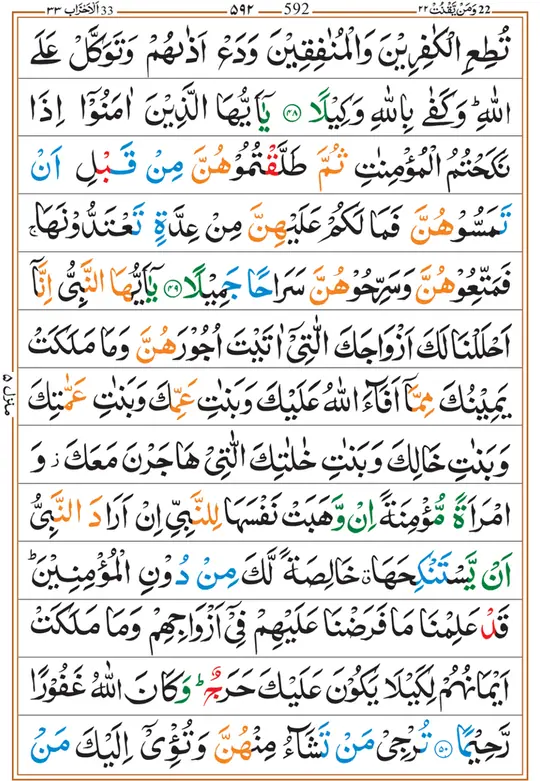 22 وَمَنْ يَّقْنُتْ ٢٢
592 ــــ ٥٩٢
33 اَلْاَحْزَاب ٣٣
تُطِعِ الْكٰفِرِيْنَ وَالْمُنٰفِقِيْنَ وَدَعْ اَذٰىهُمْ وَتَوَكَّلْ عَلَى
اللّٰهِ ؕ وَكَفٰى بِاللّٰهِ وَكِيْلًا ﴿۴۸﴾ يٰۤاَيُّهَا الَّذِيْنَ اٰمَنُوْۤا اِذَا
نَكَحْتُمُ الْمُؤْمِنٰتِ ثُمَّ طَلَّقْتُمُوْهُنَّ مِنْ قَبْلِ اَنْ
تَمَسُّوْهُنَّ فَمَا لَكُمْ عَلَيْهِنَّ مِنْ عِدَّةٍ تَعْتَدُّوْنَهَا ۚ
فَمَتِّعُوْهُنَّ وَسَرِّحُوْهُنَّ سَرَاحًا جَمِيْلًا ﴿۴۹﴾ يٰۤاَيُّهَا النَّبِىُّ اِنَّاۤ
اَحْلَلْنَا لَكَ اَزْوَاجَكَ الّٰتِىْۤ اٰتَيْتَ اُجُوْرَهُنَّ وَمَا مَلَكَتْ
يَمِيْنُكَ مِمَّاۤ اَفَآءَ اللّٰهُ عَلَيْكَ وَبَنٰتِ عَمِّكَ وَبَنٰتِ عَمّٰتِكَ
وَبَنٰتِ خَالِكَ وَبَنٰتِ خٰلٰتِكَ الّٰتِىْ هَاجَرْنَ مَعَكَ ؗ وَ
امْرَاَةً مُّؤْمِنَةً اِنْ وَّهَبَتْ نَفْسَهَا لِلنَّبِىِّ اِنْ اَرَادَ النَّبِىُّ
اَنْ يَّسْتَنْكِحَهَا ۗ خَالِصَةً لَّكَ مِنْ دُوْنِ الْمُؤْمِنِيْنَ ؕ
قَدْ عَلِمْنَا مَا فَرَضْنَا عَلَيْهِمْ فِىْۤ اَزْوَاجِهِمْ وَمَا مَلَكَتْ
اَيْمَانُهُمْ لِكَيْلَا يَكُوْنَ عَلَيْكَ حَرَجٌ ؕ وَكَانَ اللّٰهُ غَفُوْرًا
رَّحِيْمًا ﴿۵۰﴾ تُرْجِىْ مَنْ تَشَآءُ مِنْهُنَّ وَتُؤْىْۤ اِلَيْكَ مَنْ
منزل ۵